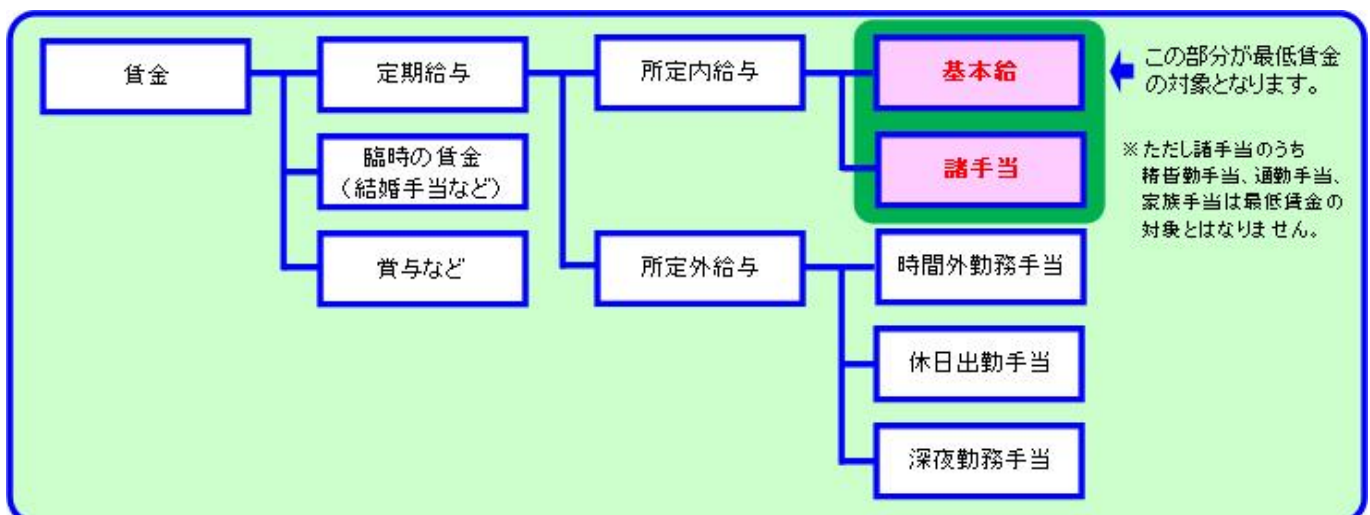 賃金
定期給与
所定内給与
基本給
この部分が最低賃金
の対象となります。
臨時の賃金
（結婚手当など）
諸手当
※ただし諸手当のうち
精皆勤手当、通勤手当、
家族手当は最低賃金の
対象とはなりません。
賞与など
所定外給与
時間外勤務手当
休日出勤手当
深夜勤務手当